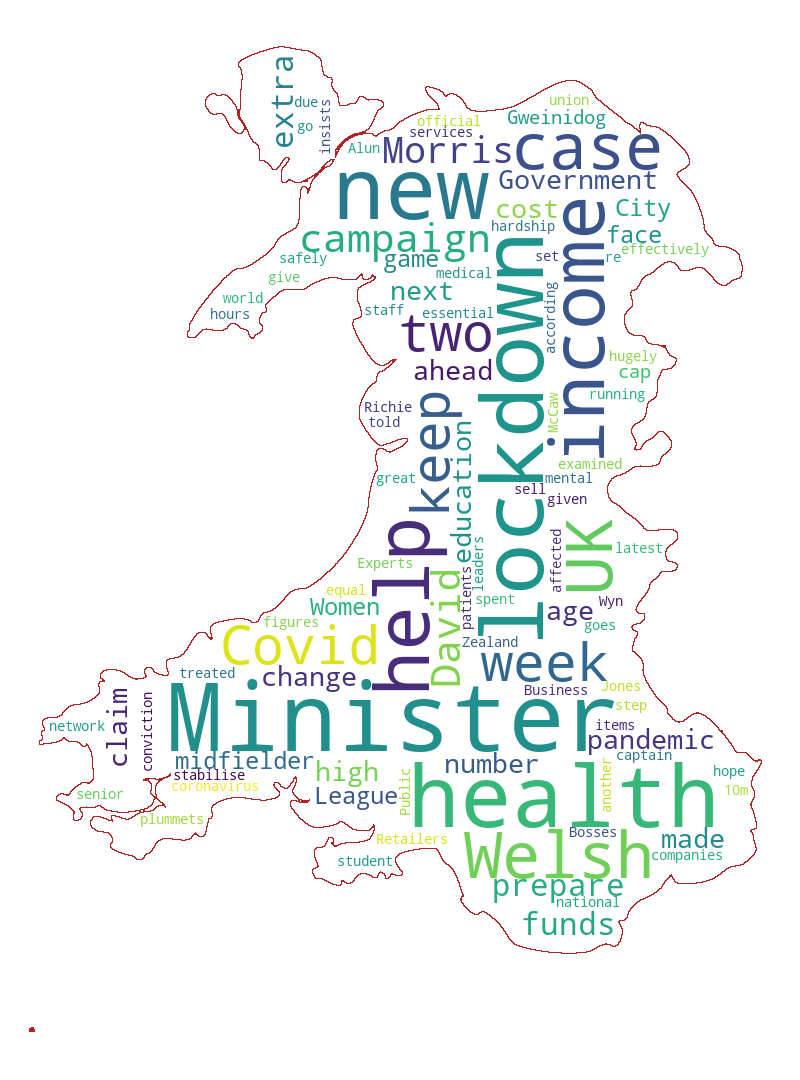 extra
due
go
insists
union
official
Gweinidog
services
Alun
Morris
case
new
Government
cost
City
campaign
hardship
face
game
set
re
effectively
safely
medical
give
next
income
world
hours
staff
essential
according
two
lockdown
ahead
hugely
cap
running
Richie
told
keep
McCaw
education
examined
great
mental
sell
given
help
UK
latest
Experts
leaders
affected
equal
David
patients
spent
Women
age
Wyn
figures
goes
Covid
Zealand
week
treated
change
Business
Jones
claim
conviction
Minister
step
network
items
pandemic
midfielder
number
captain
stabilise
high
health
another
hope
senior
coronavirus
League
Public
10m
plummets
Retailers
Welsh
Bosses
made
student
companies
prepare
national
funds